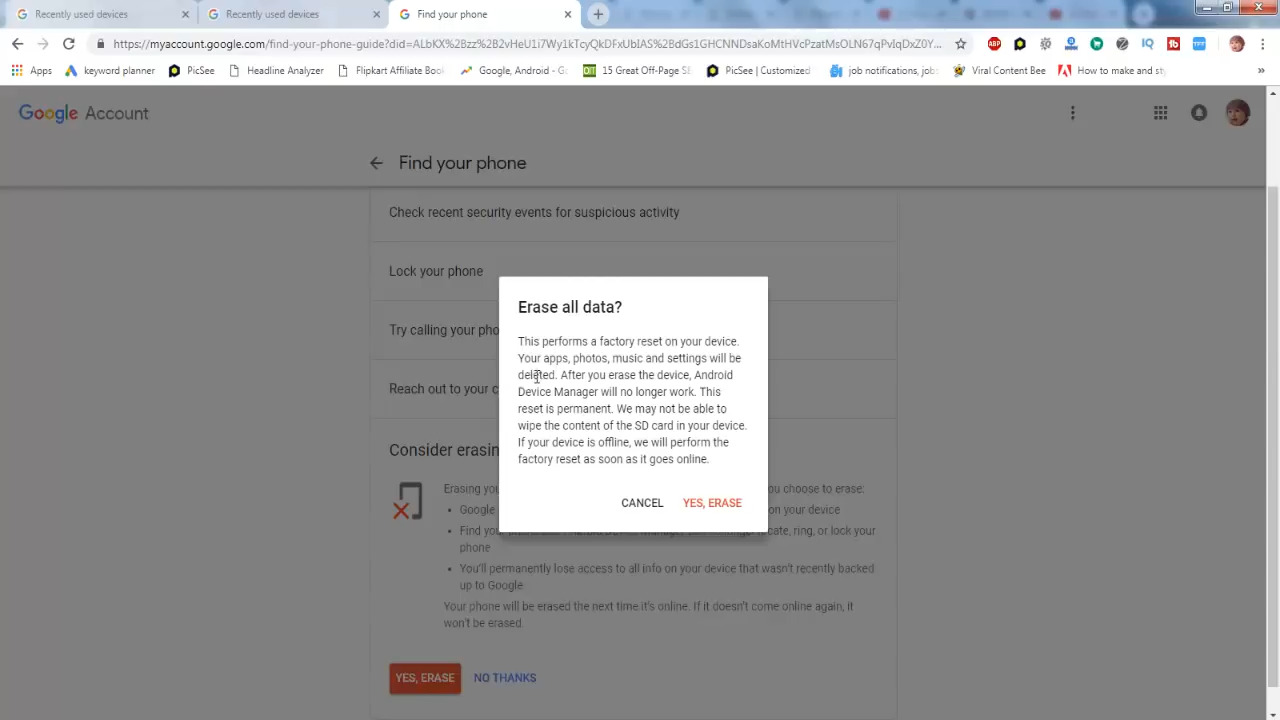 Recently used devices
Recently used devices
Find your phone
Apps
keyword planner
PicSee
Headline Analyzer
Flipkart Affiliate
Google, Android - G
15 Great Off-Page
PicSee | Customized
job notifications, job
Viral Content Bee
How to make and
»
Google Account
Find your phone
Check recent security events for suspicious activity
Lock your phone
Try calling your
Reach out to your
Consider erasing
Erase all data?
This performs a factory reset on your device.
Your apps, photos, music and settings will be
deleted. After you erase the device, Android
Device Manager will no longer work. This
reset is permanent. We may not be able to
wipe the content of the SD card in your device.
If your device is offline, we will perform the
factory reset as soon as it goes online.
CANCEL YES, ERASE
Erasing you choose to erase:
• Google on your device
• Find ring, or lock your
phone
• You'll permanently lose access to all info on your device that wasn't recently backed
up to Google
Your phone will be erased the next time it's online. If it doesn't come online again, it
won't be erased.
YES, ERASE NO THANKS